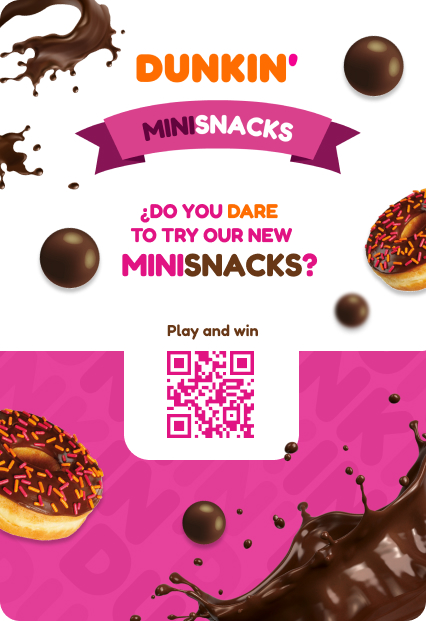 DUNKIN'
MINISNACKS
¿DO YOU DARE
TO TRY OUR NEW
MINISNACKS?
Play and win